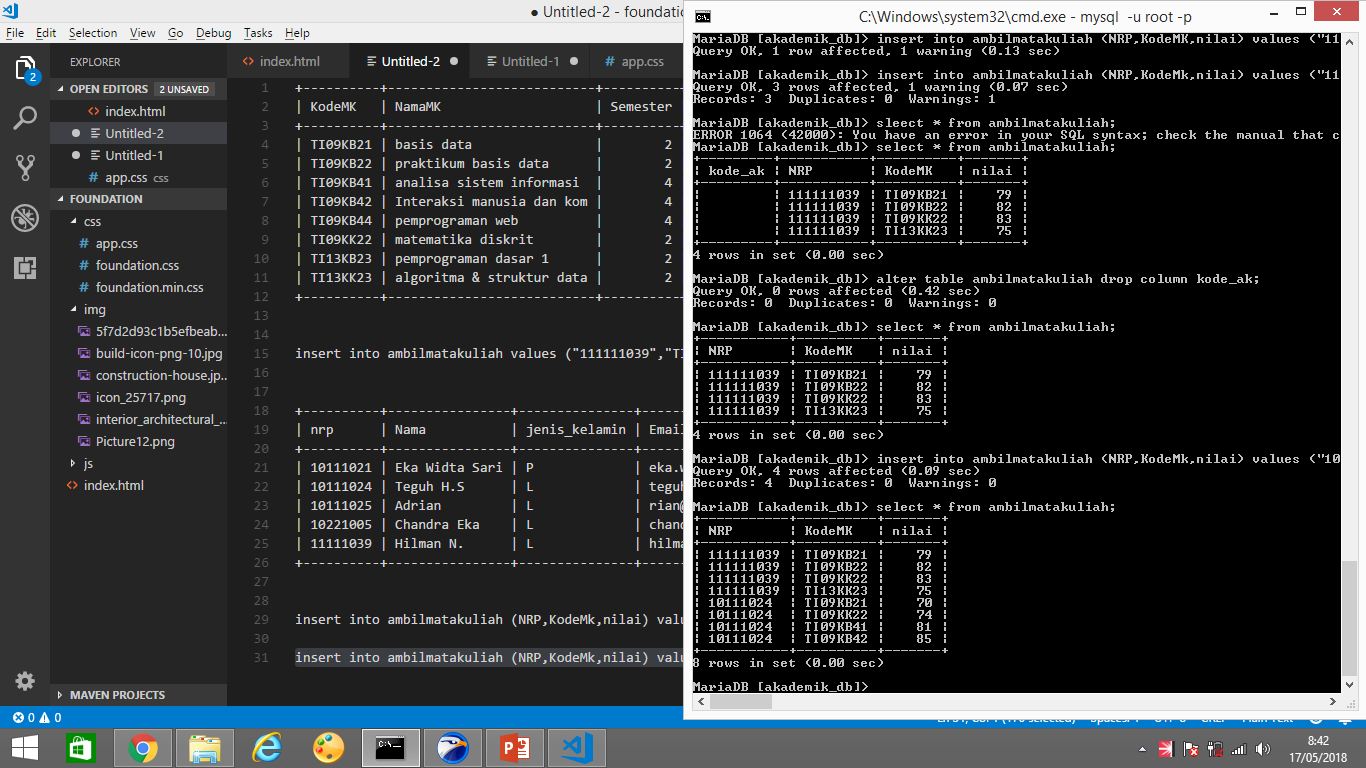 ● Untitled-2 - foundatio
File Edit Selection View Go Debug Tasks Help
EXPLORER
OPEN EDITORS 2 UNSAVED
index.html
Untitled-2
Untitled-1
app.css css
FOUNDATION
css
app.css
foundation.css
foundation.min.css
img
5f7d2d93c1b5efbeab...
build-icon-png-10.jpg
construction-house.jp...
icon_25717.png
interior_architectural_...
Picture12.png
js
index.html
MAVEN PROJECTS
2
index.html Untitled-2 Untitled-1 app.css
1 +----------+---------------------------+----------
2 | KodeMK | NamaMK | Semester
3 +----------+---------------------------+----------
4 | TI09KB21 | basis data | 2
5 | TI09KB22 | praktikum basis data | 2
6 | TI09KB41 | analisa sistem informasi | 4
7 | TI09KB42 | Interaksi manusia dan kom | 4
8 | TI09KB44 | pemprograman web | 4
9 | TI09KK22 | matematika diskrit | 2
10 | TI13KB23 | pemprograman dasar 1 | 2
11 | TI13KK23 | algoritma & struktur data | 2
12 +----------+---------------------------+----------
13
14
15 insert into ambilmatakuliah values ("111111039","TI
16
17
18 +----------+----------------+---------------+-----
19 | nrp | Nama | jenis_kelamin | Email
20 +----------+----------------+---------------+-----
21 | 10111021 | Eka Widta Sari | P | eka.w
22 | 10111024 | Teguh H.S | L | teguh
23 | 10111025 | Adrian | L | rian@
24 | 10221005 | Chandra Eka | L | chand
25 | 11111039 | Hilman N. | L | hilma
26 +----------+----------------+---------------+-----
27
28
29 insert into ambilmatakuliah (NRP,KodeMk,nilai) valu
30
31 insert into ambilmatakuliah (NRP,KodeMk,nilai) valu
0 0
C:\Windows\system32\cmd.exe - mysql -u root -p
MariaDB [akademik_db]> insert into ambilmatakuliah (NRP,KodeMK,nilai) values ("11
Query OK, 1 row affected, 1 warning (0.13 sec)
MariaDB [akademik_db]> insert into ambilmatakuliah (NRP,KodeMk,nilai) values ("11
Query OK, 3 rows affected, 1 warning (0.07 sec)
Records: 3 Duplicates: 0 Warnings: 1
MariaDB [akademik_db]> sleect * from ambilmatakuliah;
ERROR 1064 (42000): You have an error in your SQL syntax; check the manual that c
MariaDB [akademik_db]> select * from ambilmatakuliah;
+---------+-----------+----------+-------+
| kode_ak | NRP | KodeMK | nilai |
+---------+-----------+----------+-------+
| | 111111039 | TI09KB21 | 79 |
| | 111111039 | TI09KB22 | 82 |
| | 111111039 | TI09KK22 | 83 |
| | 111111039 | TI13KK23 | 75 |
+---------+-----------+----------+-------+
4 rows in set (0.00 sec)
MariaDB [akademik_db]> alter table ambilmatakuliah drop column kode_ak;
Query OK, 0 rows affected (0.42 sec)
Records: 0 Duplicates: 0 Warnings: 0
MariaDB [akademik_db]> select * from ambilmatakuliah;
+-----------+----------+-------+
| NRP | KodeMK | nilai |
+-----------+----------+-------+
| 111111039 | TI09KB21 | 79 |
| 111111039 | TI09KB22 | 82 |
| 111111039 | TI09KK22 | 83 |
| 111111039 | TI13KK23 | 75 |
+-----------+----------+-------+
4 rows in set (0.00 sec)
MariaDB [akademik_db]> insert into ambilmatakuliah (NRP,KodeMk,nilai) values ("10
Query OK, 4 rows affected (0.09 sec)
Records: 4 Duplicates: 0 Warnings: 0
MariaDB [akademik_db]> select * from ambilmatakuliah;
+-----------+----------+-------+
| NRP | KodeMK | nilai |
+-----------+----------+-------+
| 111111039 | TI09KB21 | 79 |
| 111111039 | TI09KB22 | 82 |
| 111111039 | TI09KK22 | 83 |
| 111111039 | TI13KK23 | 75 |
| 10111024 | TI09KB21 | 70 |
| 10111024 | TI09KK22 | 74 |
| 10111024 | TI09KB41 | 81 |
| 10111024 | TI09KB42 | 85 |
+-----------+----------+-------+
8 rows in set (0.00 sec)
MariaDB [akademik_db]>
8:42
17/05/2018